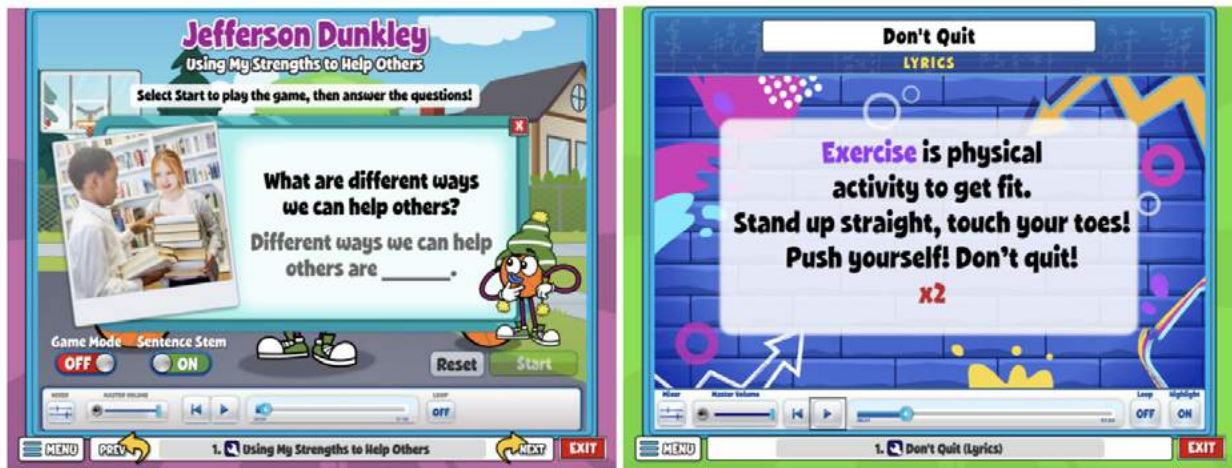 Jefferson Dunkley
Using My Strengths to Help Others
Select Start to play the game, then answer the questions!
X
What are different ways
we can help others?
Different ways we can help
others are ______.
Game Mode
Sentence Stem
OFF
ON
Reset
Start
MIXER
MASTER VOLUME
LOOP
OFF
MENU
PREV
1. Using My Strengths to Help Others
NEXT
EXIT
Don't Quit
LYRICS
Exercise is physical
activity to get fit.
Stand up straight, touch your toes!
Push yourself! Don't quit!
x2
Mixer
Master Volume
Loop
Highlight
OFF
ON
MENU
1. Don't Quit (Lyrics)
EXIT